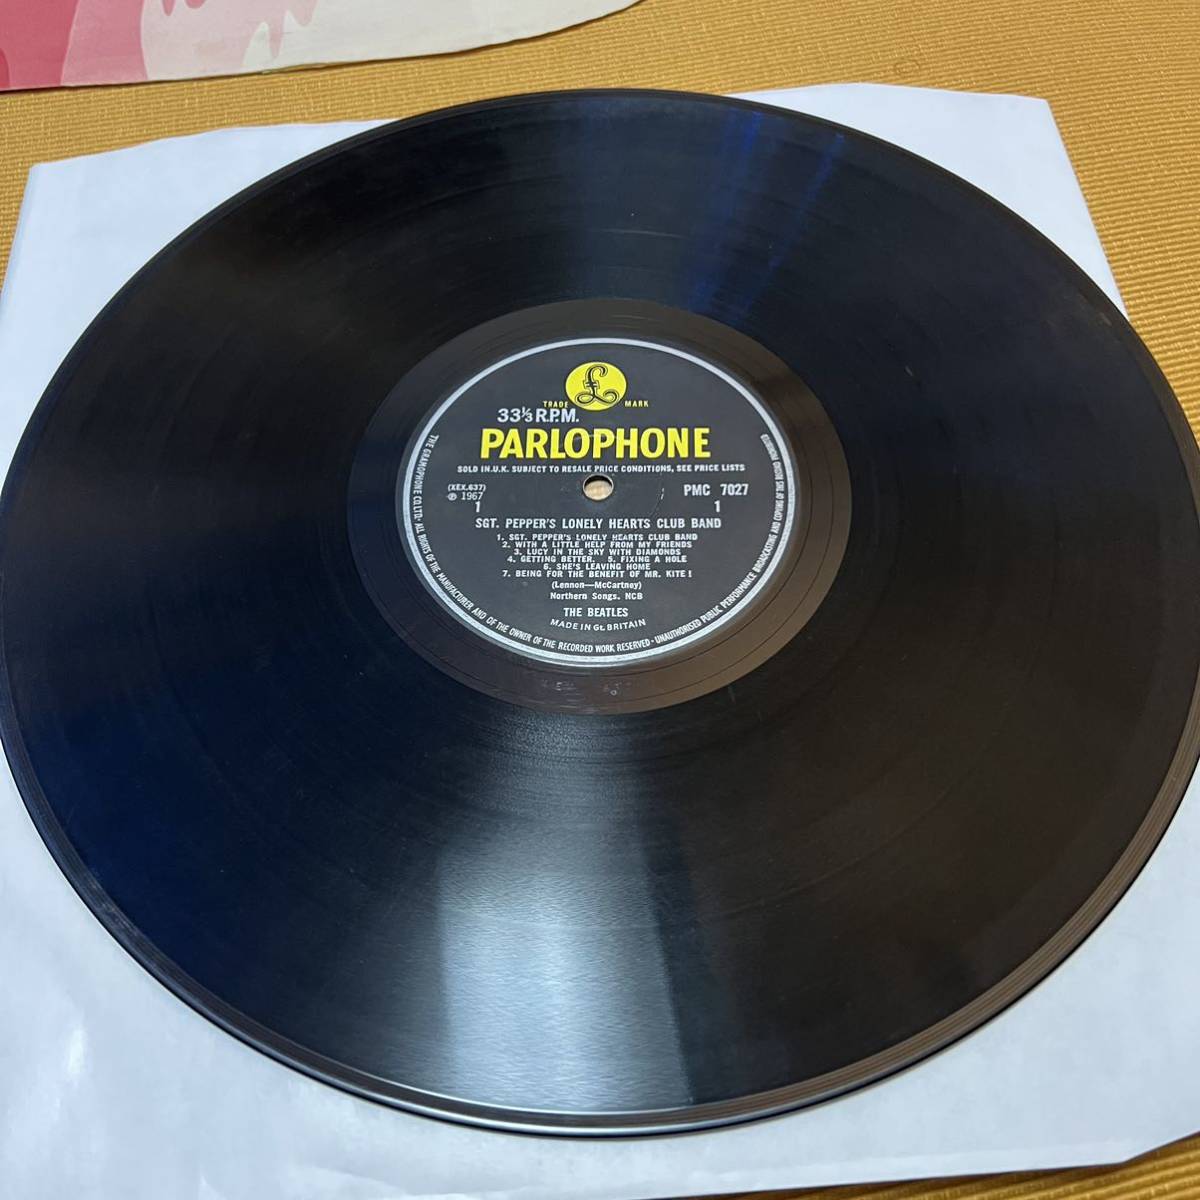 £
TRADE MARK
33⅓ R.P.M.
PARLOPHONE
SOLD IN U.K. SUBJECT TO RESALE PRICE CONDITIONS, SEE PRICE LISTS
(XEX.637)
℗ 1967
PMC 7027
1
1
SGT. PEPPER'S LONELY HEARTS CLUB BAND
1. SGT. PEPPER'S LONELY HEARTS CLUB BAND
2. WITH A LITTLE HELP FROM MY FRIENDS
3. LUCY IN THE SKY WITH DIAMONDS
4. GETTING BETTER. 5. FIXING A HOLE
6. SHE'S LEAVING HOME
7. BEING FOR THE BENEFIT OF MR. KITE !
(Lennon—McCartney)
Northern Songs. NCB
THE BEATLES
MADE IN Gt. BRITAIN
THE GRAMOPHONE CO. LTD. ALL RIGHTS OF THE MANUFACTURER AND OF THE OWNER OF THE RECORDED WORK RESERVED · UNAUTHORISED PUBLIC PERFORMANCE BROADCASTING AND COPYING OF THIS RECORD PROHIBITED